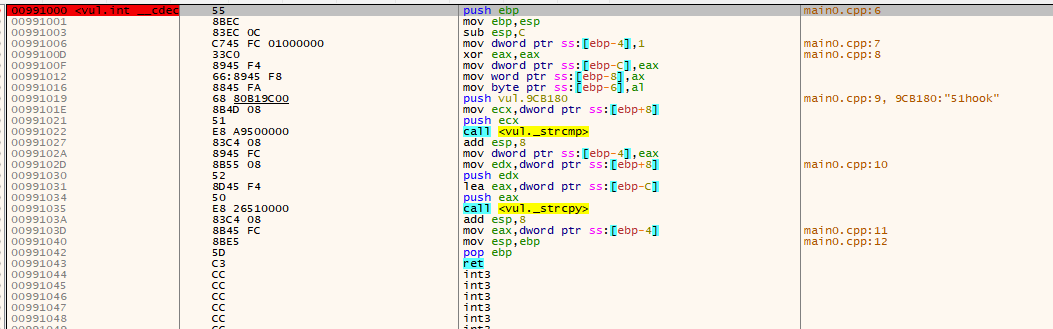 00991000 <vul.int __cdec 55 push ebp main0.cpp:6
00991001 8BEC mov ebp,esp
00991003 83EC 0C sub esp,C
00991006 C745 FC 01000000 mov dword ptr ss:[ebp-4],1 main0.cpp:7
0099100D 33C0 xor eax,eax main0.cpp:8
0099100F 8945 F4 mov dword ptr ss:[ebp-C],eax
00991012 66:8945 F8 mov word ptr ss:[ebp-8],ax
00991016 8845 FA mov byte ptr ss:[ebp-6],al
00991019 68 80B19C00 push vul.9CB180 main0.cpp:9, 9CB180:"51hook"
0099101E 8B4D 08 mov ecx,dword ptr ss:[ebp+8]
00991021 51 push ecx
00991022 E8 A9500000 call <vul._strcmp>
00991027 83C4 08 add esp,8
0099102A 8945 FC mov dword ptr ss:[ebp-4],eax
0099102D 8B55 08 mov edx,dword ptr ss:[ebp+8] main0.cpp:10
00991030 52 push edx
00991031 8D45 F4 lea eax,dword ptr ss:[ebp-C]
00991034 50 push eax
00991035 E8 26510000 call <vul._strcpy>
0099103A 83C4 08 add esp,8
0099103D 8B45 FC mov eax,dword ptr ss:[ebp-4] main0.cpp:11
00991040 8BE5 mov esp,ebp main0.cpp:12
00991042 5D pop ebp
00991043 C3 ret
00991044 CC int3
00991045 CC int3
00991046 CC int3
00991047 CC int3
00991048 CC int3